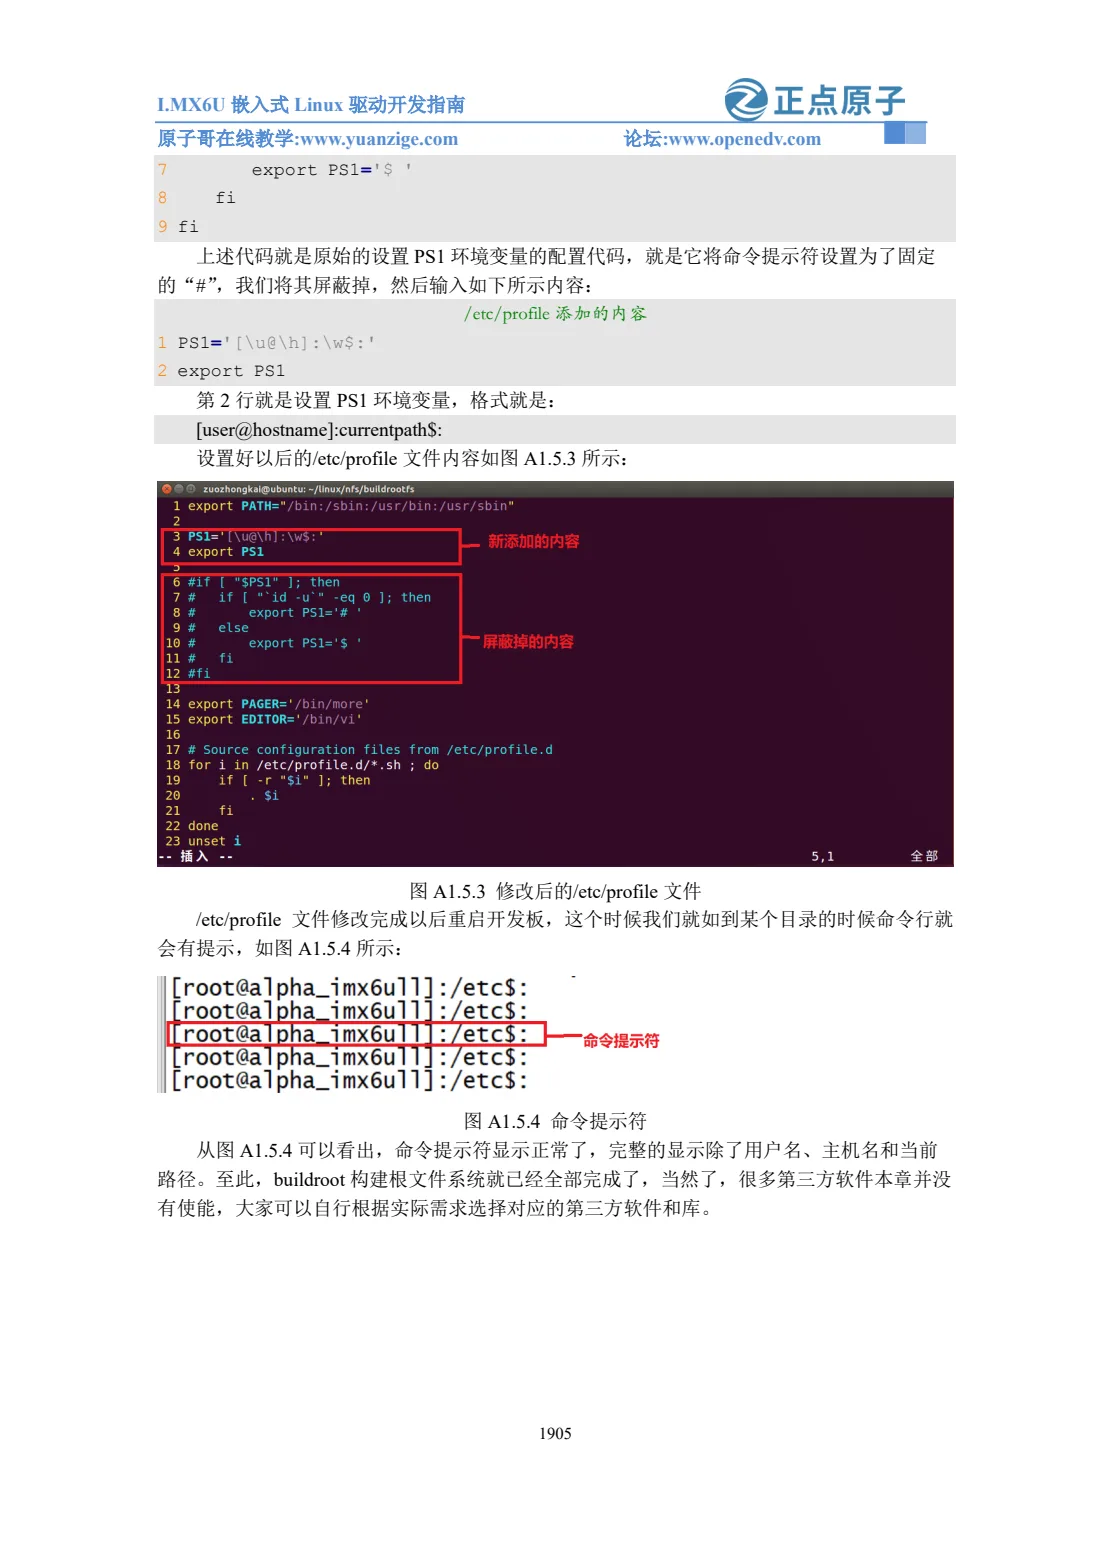 I.MX6U 嵌入式 Linux 驱动开发指南
正点原子
原子哥在线教学:www.yuanzige.com 论坛:www.openedv.com
7 export PS1='$ '
8 fi
9 fi
上述代码就是原始的设置 PS1 环境变量的配置代码，就是它将命令提示符设置为了固定
的“#”，我们将其屏蔽掉，然后输入如下所示内容：
/etc/profile 添加的内容
1 PS1='[\u@\h]:\w$:'
2 export PS1
第 2 行就是设置 PS1 环境变量，格式就是：
[user@hostname]:currentpath$:
设置好以后的/etc/profile 文件内容如图 A1.5.3 所示：
zuozhongkai@ubuntu: ~/linux/nfs/buildrootfs
1 export PATH="/bin:/sbin:/usr/bin:/usr/sbin"
2
3 PS1='[\u@\h]:\w$:'
新添加的内容
4 export PS1
5
6 #if [ "$PS1" ]; then
7 #   if [ "`id -u`" -eq 0 ]; then
8 #       export PS1='# '
9 #   else
10 #       export PS1='$ '
屏蔽掉的内容
11 #   fi
12 #fi
13
14 export PAGER='/bin/more'
15 export EDITOR='/bin/vi'
16
17 # Source configuration files from /etc/profile.d
18 for i in /etc/profile.d/*.sh ; do
19     if [ -r "$i" ]; then
20         . $i
21     fi
22 done
23 unset i
-- 插入 -- 5,1 全部
图 A1.5.3 修改后的/etc/profile 文件
/etc/profile 文件修改完成以后重启开发板，这个时候我们就如到某个目录的时候命令行就
会有提示，如图 A1.5.4 所示：
[root@alpha_imx6ull]:/etc$:
[root@alpha_imx6ull]:/etc$:
[root@alpha_imx6ull]:/etc$:
命令提示符
[root@alpha_imx6ull]:/etc$:
[root@alpha_imx6ull]:/etc$:
图 A1.5.4 命令提示符
从图 A1.5.4 可以看出，命令提示符显示正常了，完整的显示除了用户名、主机名和当前
路径。至此，buildroot 构建根文件系统就已经全部完成了，当然了，很多第三方软件本章并没
有使能，大家可以自行根据实际需求选择对应的第三方软件和库。
1905